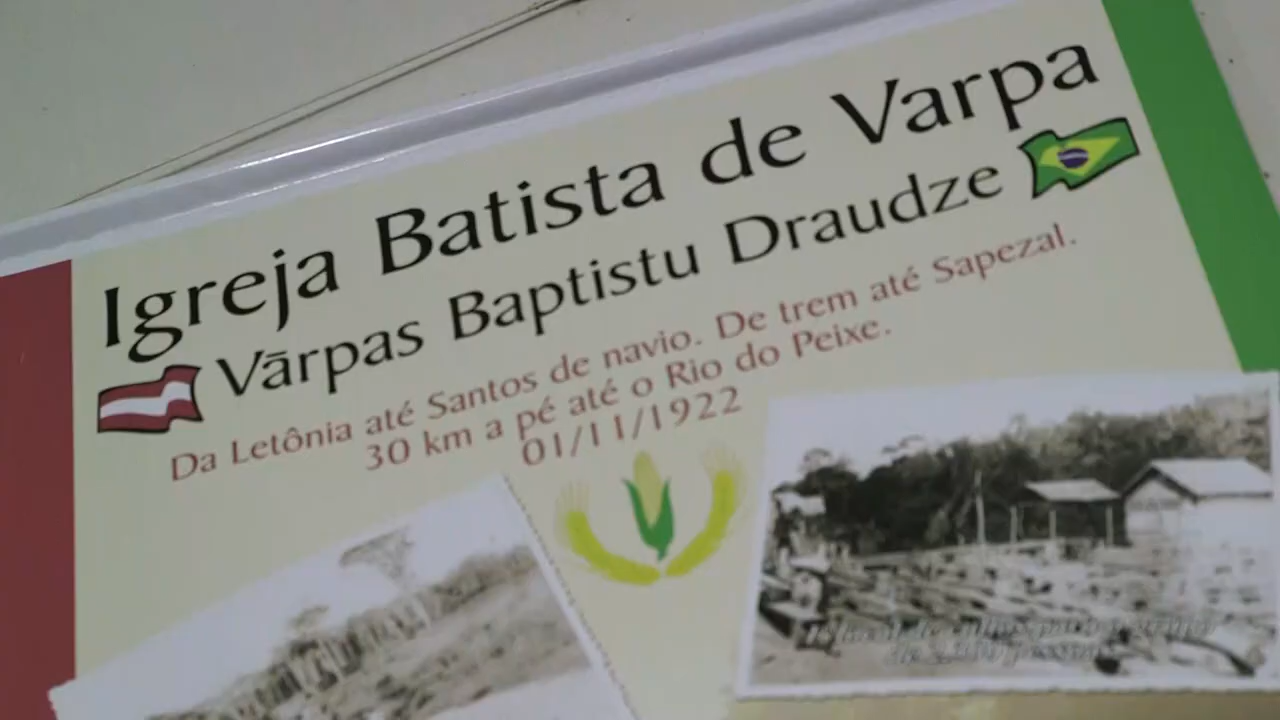 Igreja Batista de Varpa
Vārpas Baptistu Draudze
Da Letônia até Santos de navio. De trem até Sapezal.
30 km a pé até o Rio do Peixe.
01/11/1922